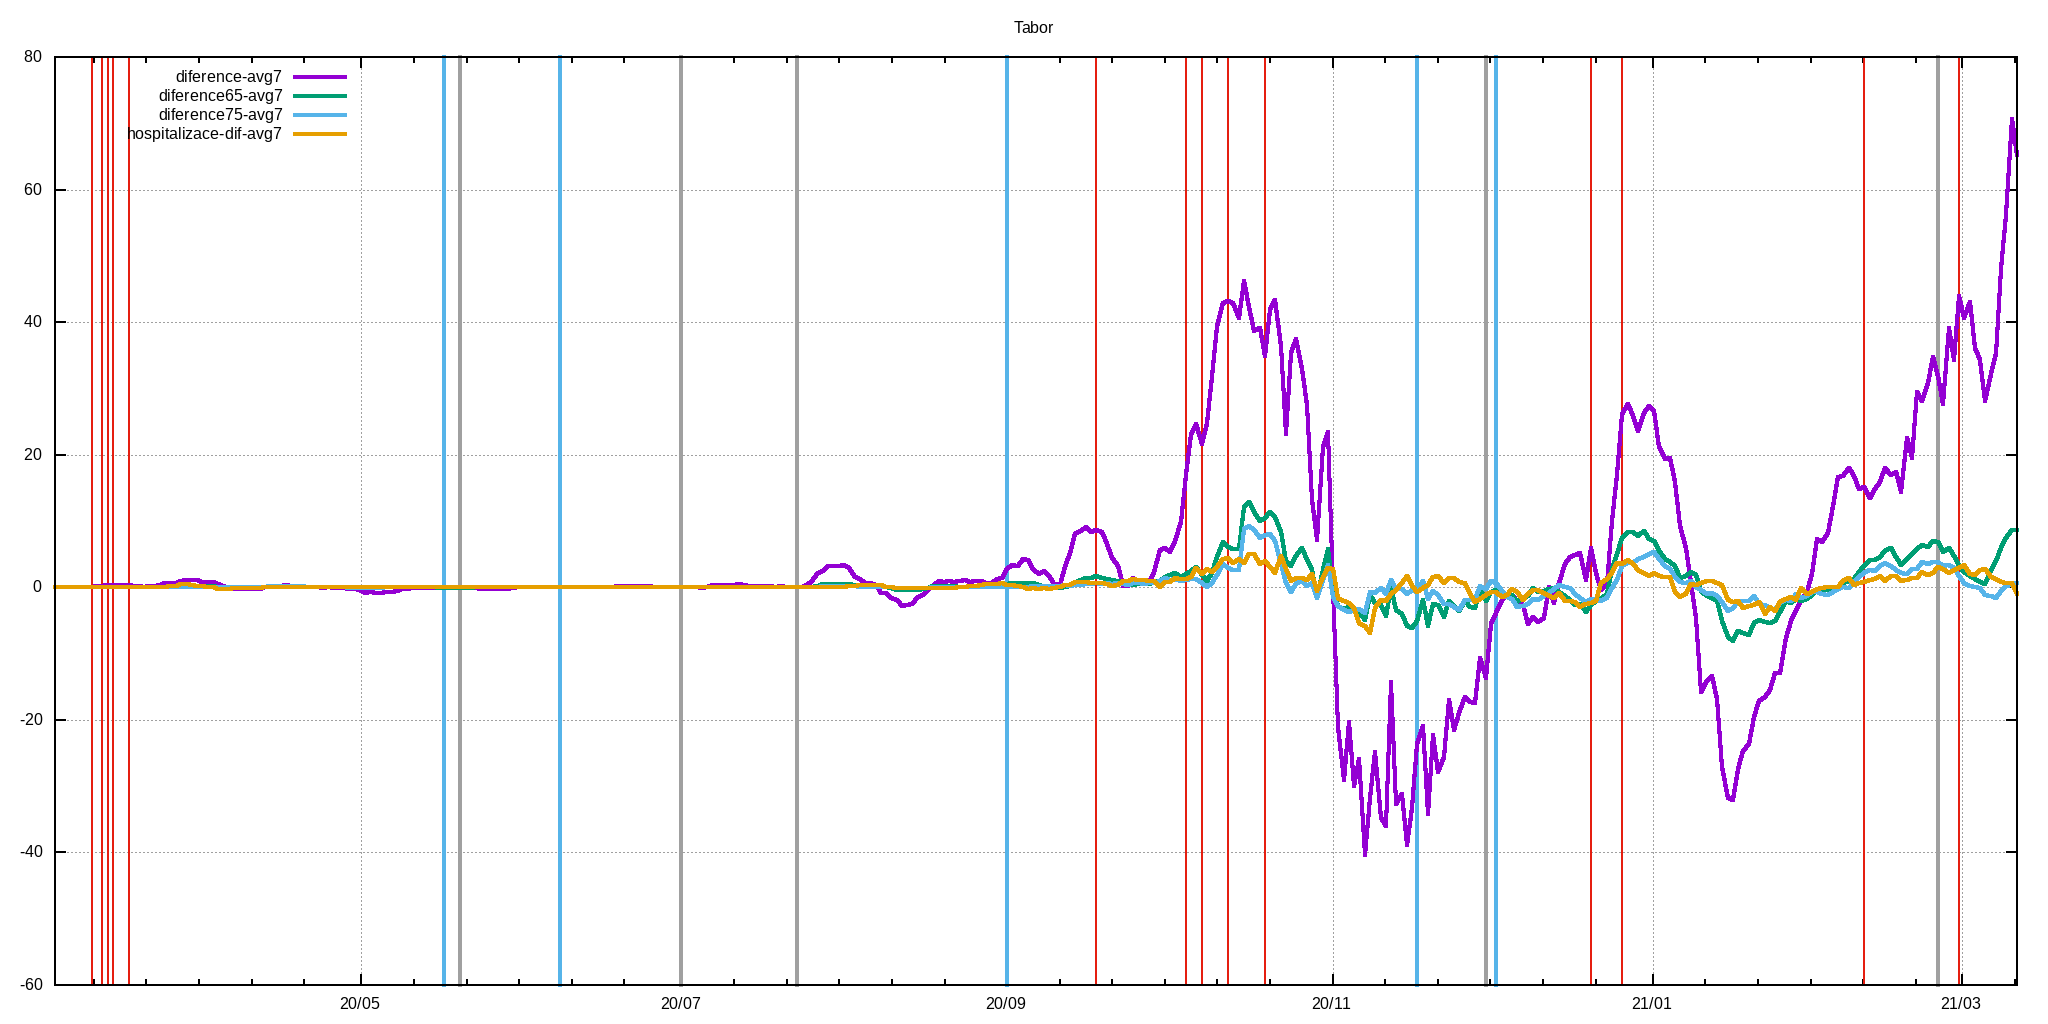 Tabor
80
60
40
20
0
-20
-40
-60
diference-avg7
diference65-avg7
diference75-avg7
hospitalizace-dif-avg7
20/05
20/07
20/09
20/11
21/01
21/03